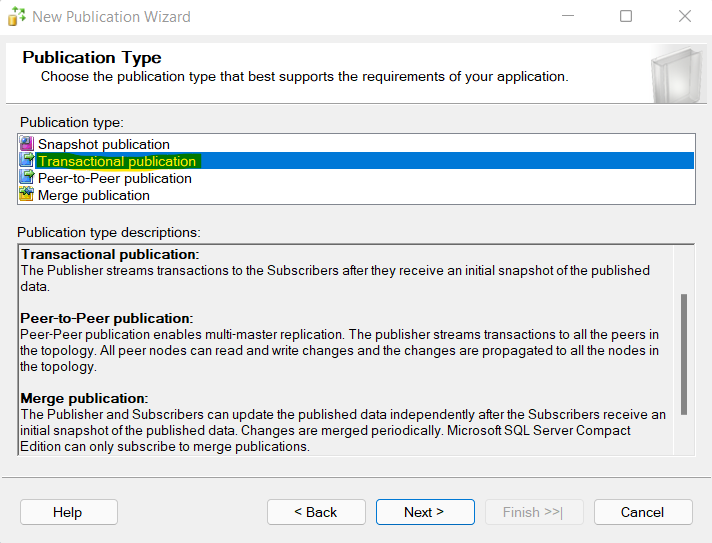 New Publication Wizard
Publication Type
Choose the publication type that best supports the requirements of your application.
Publication type:
Snapshot publication
Transactional publication
Peer-to-Peer publication
Merge publication
Publication type descriptions:
Transactional publication:
The Publisher streams transactions to the Subscribers after they receive an initial snapshot of the published
data.
Peer-to-Peer publication:
Peer-Peer publication enables multi-master replication. The publisher streams transactions to all the peers in
the topology. All peer nodes can read and write changes and the changes are propagated to all the nodes in
the topology.
Merge publication:
The Publisher and Subscribers can update the published data independently after the Subscribers receive an
initial snapshot of the published data. Changes are merged periodically. Microsoft SQL Server Compact
Edition can only subscribe to merge publications.
Help
< Back
Next >
Finish >>|
Cancel